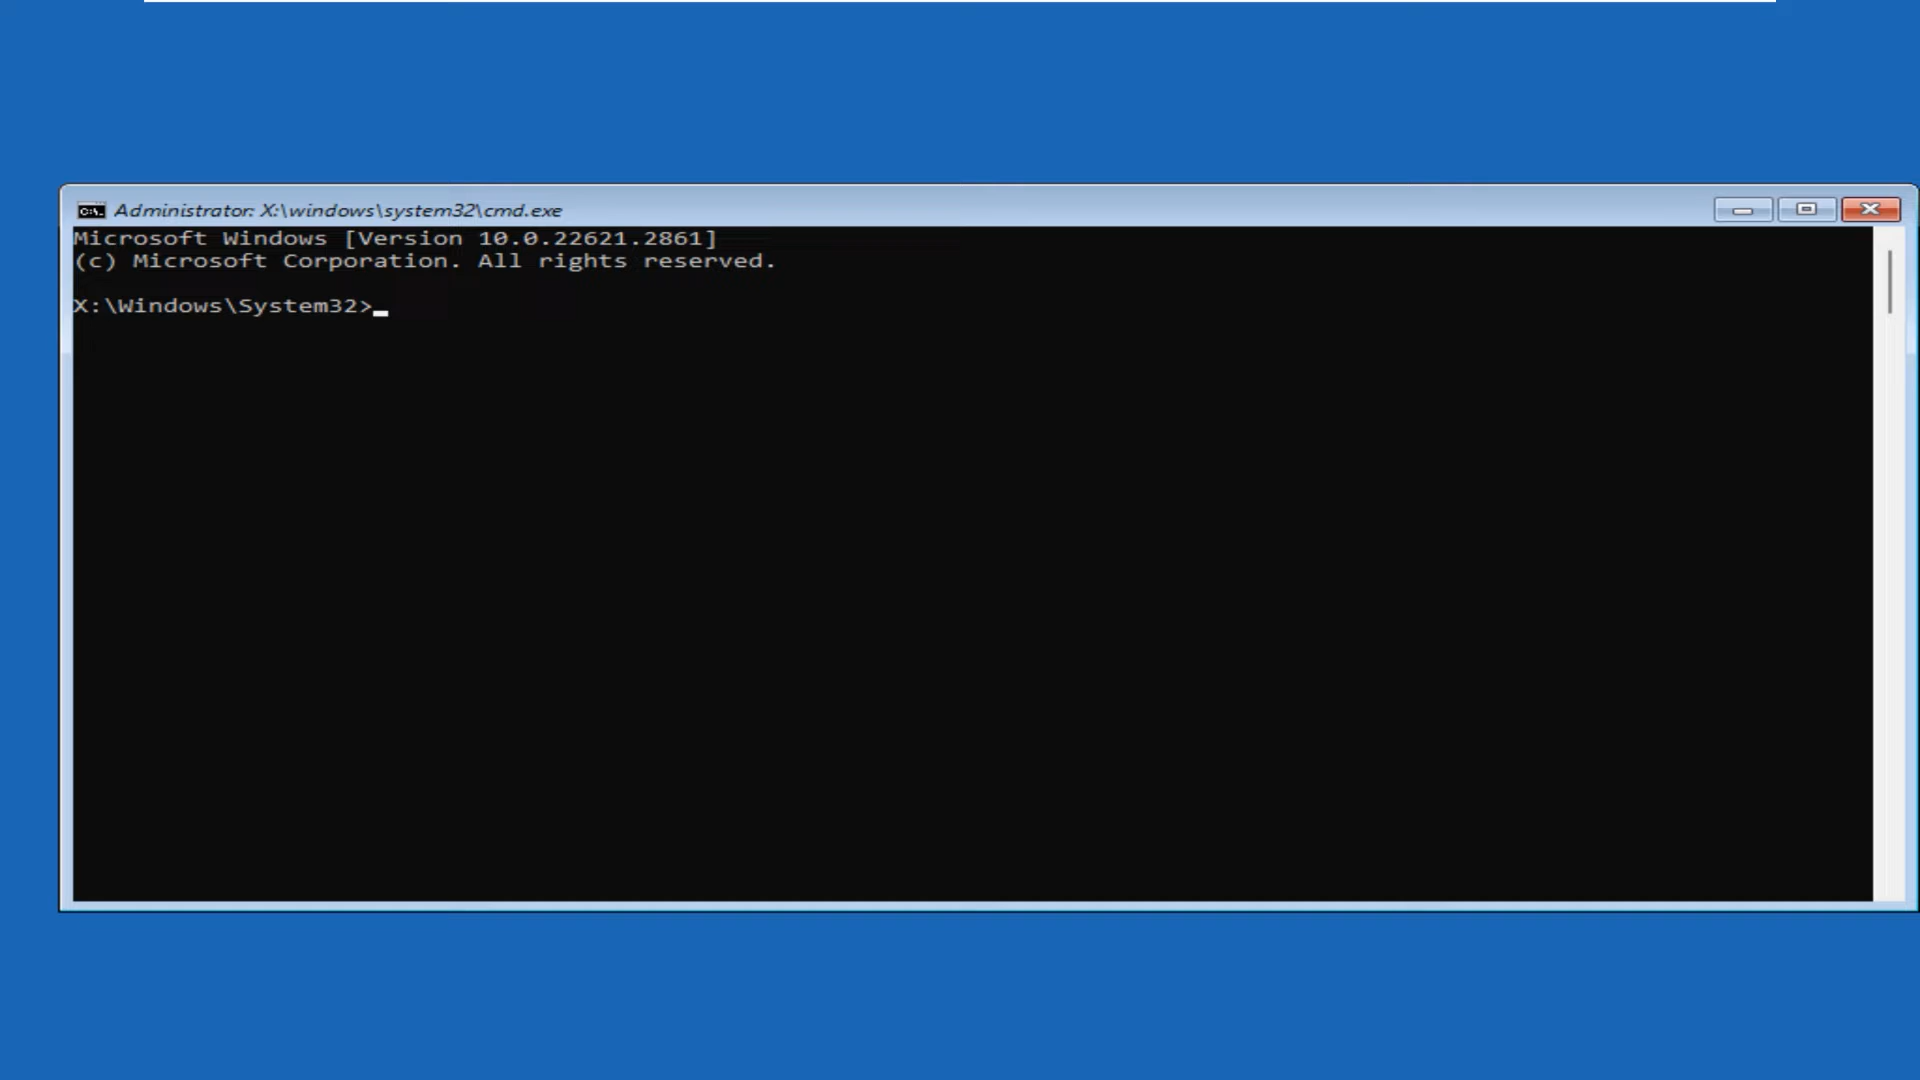 Administrator: X:\windows\system32\cmd.exe
Microsoft Windows [Version 10.0.22621.2861]
(c) Microsoft Corporation. All rights reserved.
X:\Windows\System32>